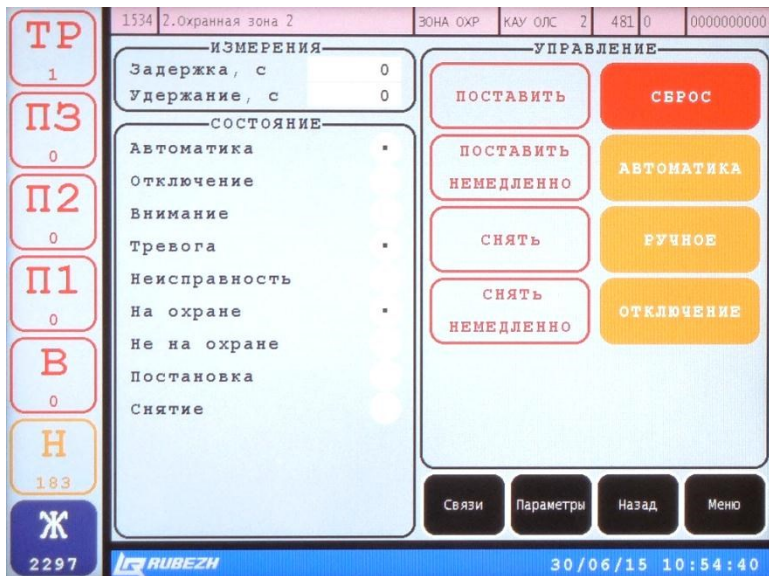 1534 2.Охранная зона 2 ЗОНА ОХР КАУ ОЛС 2 481 0 0000000000
ТР
1
ПЗ
0
П2
0
П1
0
В
0
Н
183
Ж
2297
ИЗМЕРЕНИЯ
Задержка, с 0
Удержание, с 0
СОСТОЯНИЕ
Автоматика
Отключение
Внимание
Тревога
Неисправность
На охране
Не на охране
Постановка
Снятие
УПРАВЛЕНИЕ
ПОСТАВИТЬ
СБРОС
ПОСТАВИТЬ
НЕМЕДЛЕННО
АВТОМАТИКА
СНЯТЬ
РУЧНОЕ
СНЯТЬ
НЕМЕДЛЕННО
ОТКЛЮЧЕНИЕ
Связи Параметры Назад Меню
RUBEZH 30/06/15 10:54:40